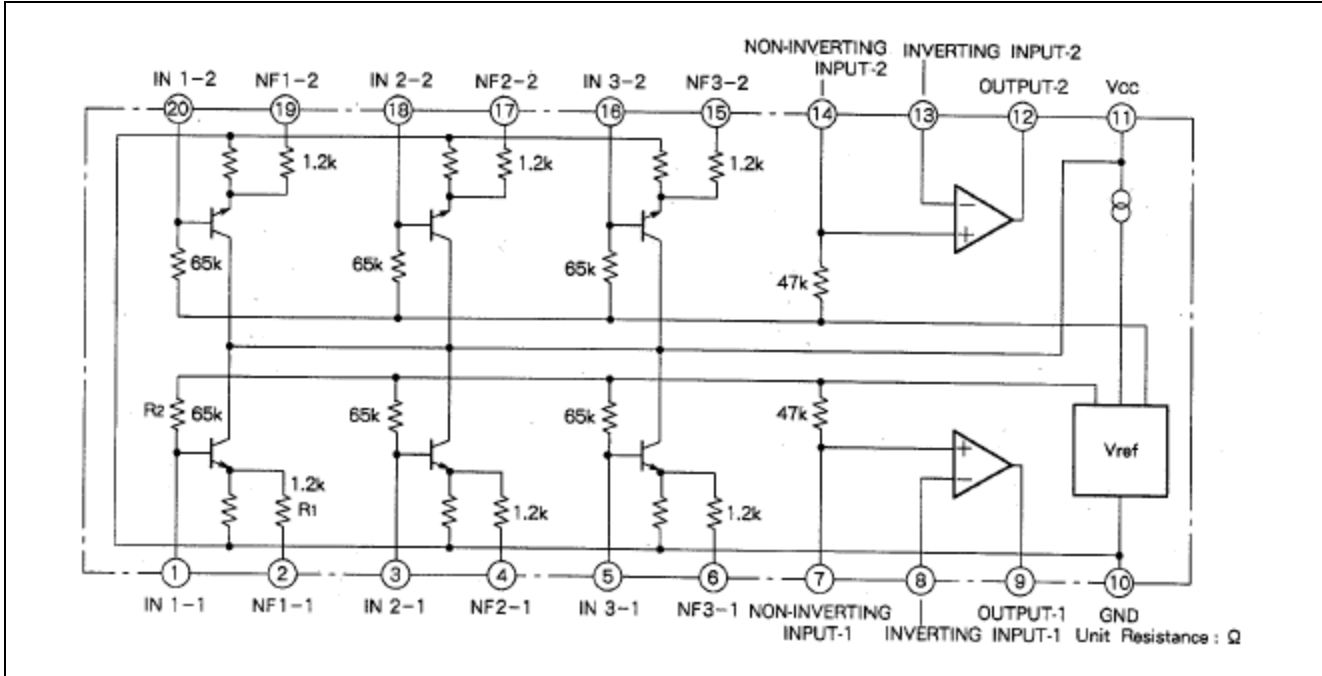 NON-INVERTING INPUT-2
INVERTING INPUT-2
IN 1-2
NF1-2
IN 2-2
NF2-2
IN 3-2
NF3-2
OUTPUT-2
Vcc
20
19
18
17
16
15
14
13
12
11
1.2k
1.2k
1.2k
−
+
65k
65k
65k
47k
R2
65k
65k
65k
47k
+
−
Vref
1.2k
R1
1.2k
1.2k
1
2
3
4
5
6
7
8
9
10
IN 1-1
NF1-1
IN 2-1
NF2-1
IN 3-1
NF3-1
NON-INVERTING
INPUT-1
INVERTING INPUT-1
OUTPUT-1
GND
Unit Resistance : Ω